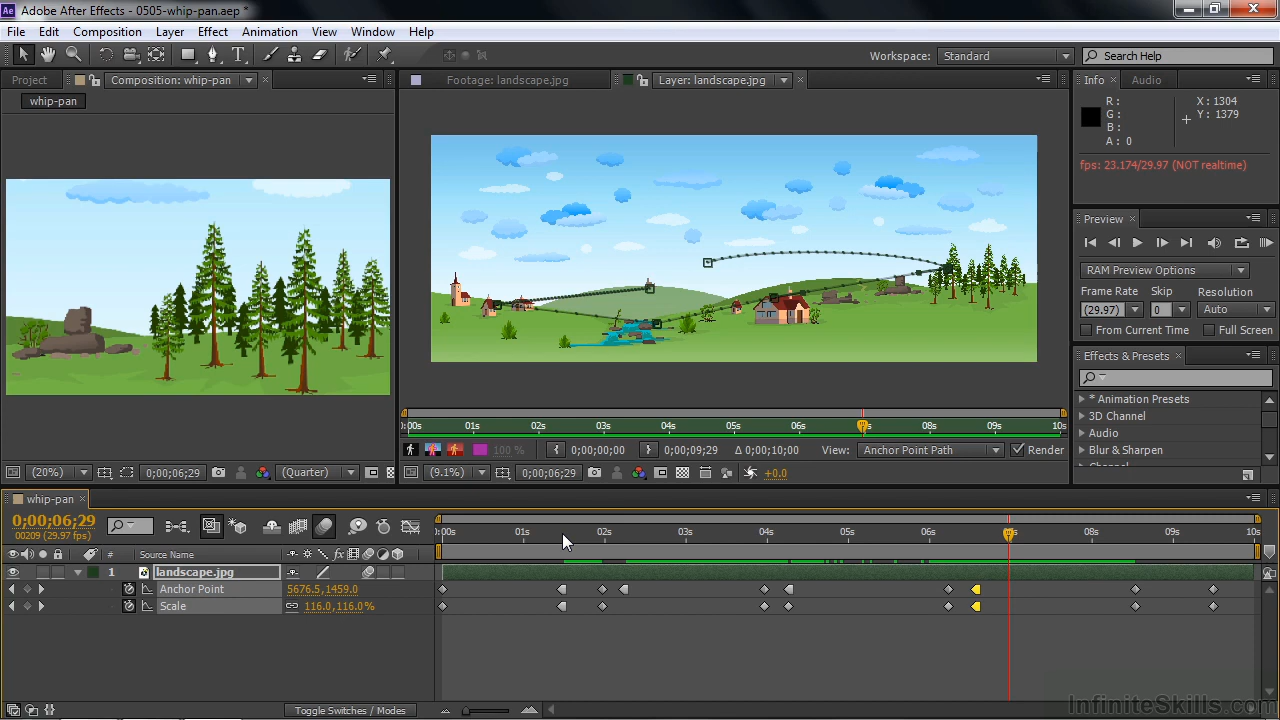 Ae Adobe After Effects - 0505-whip-pan.aep *
File Edit Composition Layer Effect Animation View Window Help
Workspace: Standard Search Help
Project Composition: whip-pan Footage: landscape.jpg Layer: landscape.jpg Info Audio
whip-pan
R :
G :
B :
A : 0
X : 1304
Y : 1379
fps: 23.174/29.97 (NOT realtime)
Preview
RAM Preview Options
Frame Rate Skip Resolution
(29.97) 0 Auto
From Current Time Full Screen
Effects & Presets
* Animation Presets
3D Channel
Audio
Blur & Sharpen
:00s 01s 02s 03s 04s 05s 06s 08s 09s 10s
100 % 0;00;00;00 0;00;09;29 Δ 0;00;10;00 View: Anchor Point Path Render
(20%) 0;00;06;29 (Quarter) (9.1%) 0;00;06;29 +0.0
whip-pan
0;00;06;29
00209 (29.97 fps)
:00s 01s 02s 03s 04s 05s 06s 08s 09s 10s
# Source Name fx
1 landscape.jpg
Anchor Point 5676.5,1459.0
Scale 116.0,116.0%
Toggle Switches / Modes
InfiniteSkills.com